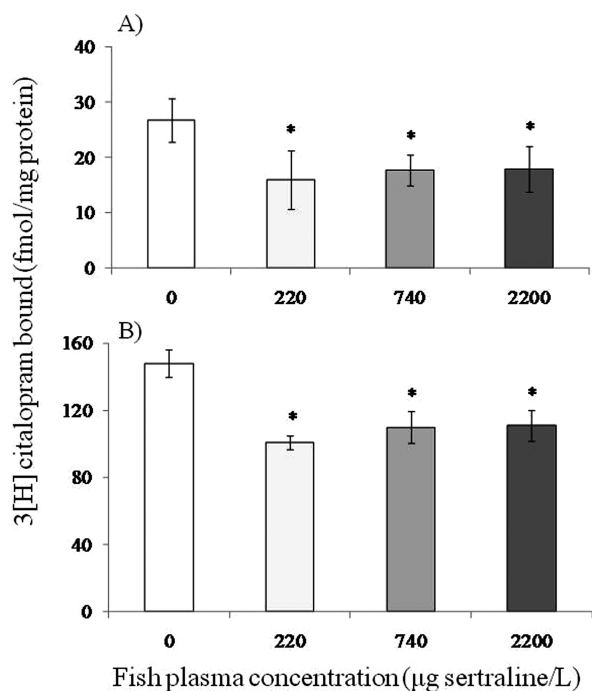 A)
40
30
20
10
0
* * *
0 220 740 2200
3[H] citalopram bound (fmol/mg protein)
B)
160
120
80
40
0
* * *
0 220 740 2200
Fish plasma concentration (µg sertraline/L)